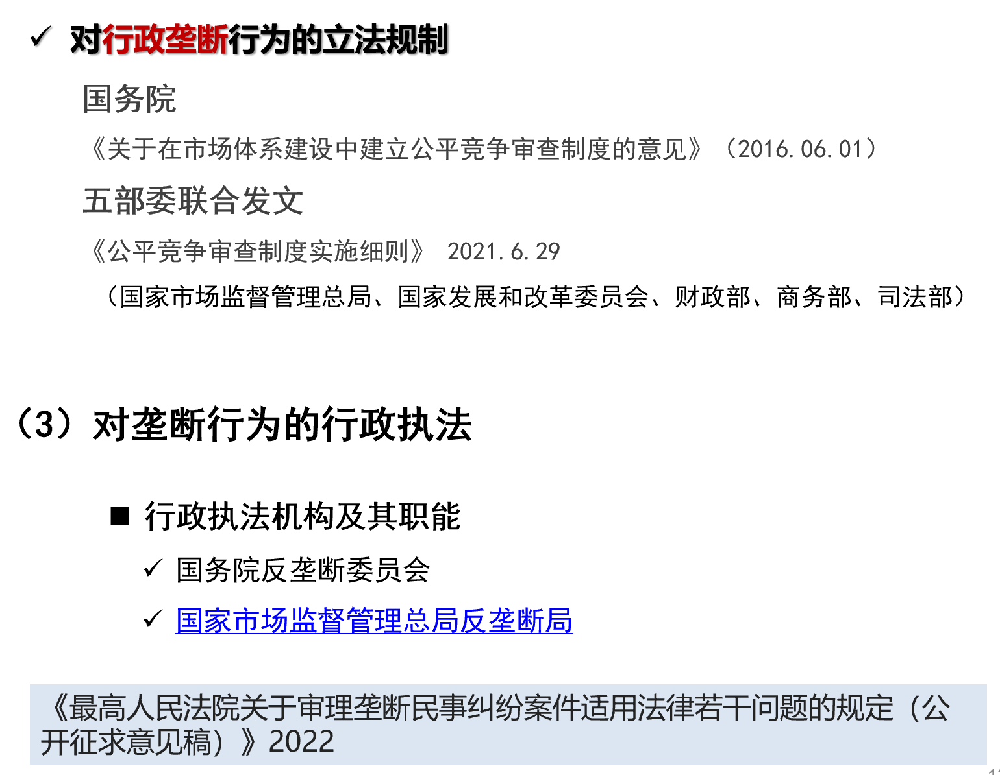 ✓ 对行政垄断行为的立法规制
国务院
《关于在市场体系建设中建立公平竞争审查制度的意见》（2016.06.01）
五部委联合发文
《公平竞争审查制度实施细则》 2021.6.29
（国家市场监督管理总局、国家发展和改革委员会、财政部、商务部、司法部）
（3）对垄断行为的行政执法
■ 行政执法机构及其职能
✓ 国务院反垄断委员会
✓ 国家市场监督管理总局反垄断局
《最高人民法院关于审理垄断民事纠纷案件适用法律若干问题的规定（公
开征求意见稿）》2022